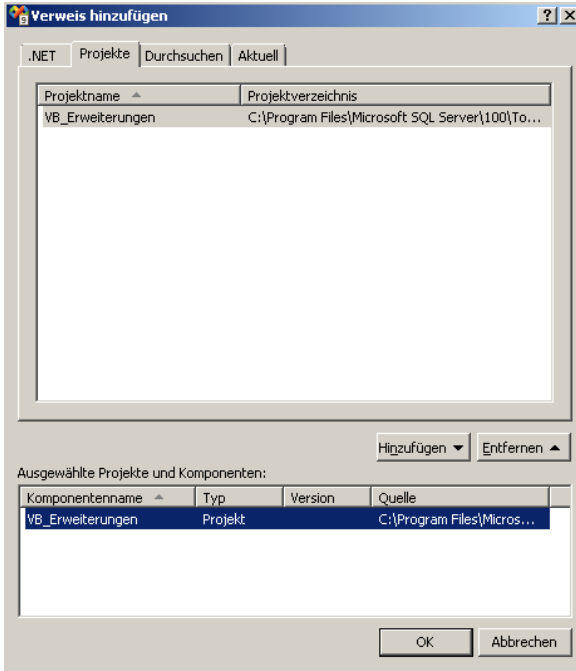 Verweis hinzufügen
.NET Projekte Durchsuchen Aktuell
Projektname Projektverzeichnis
VB_Erweiterungen C:\Program Files\Microsoft SQL Server\100\To...
Hinzufügen Entfernen
Ausgewählte Projekte und Komponenten:
Komponentenname Typ Version Quelle
VB_Erweiterungen Projekt C:\Program Files\Micros...
OK Abbrechen